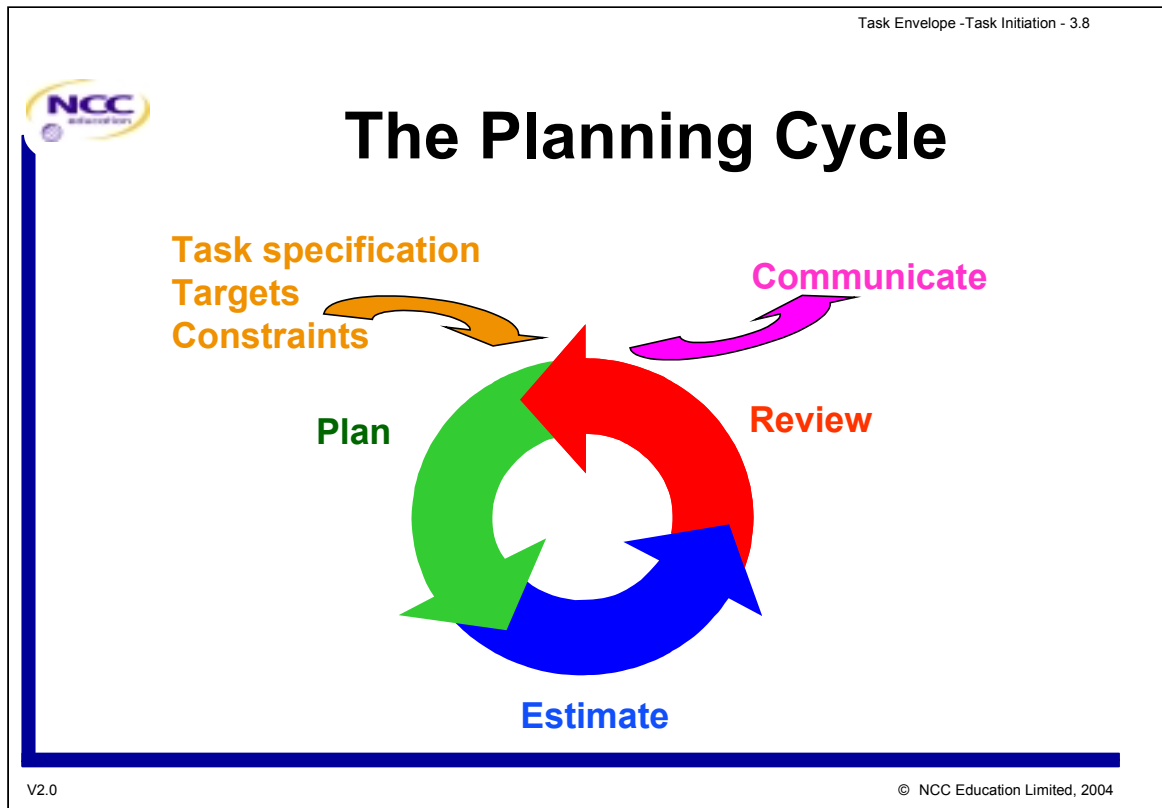 Task Envelope -Task Initiation - 3.8
NCC
education
The Planning Cycle
Task specification
Targets
Constraints
Communicate
Plan
Review
Estimate
V2.0
© NCC Education Limited, 2004